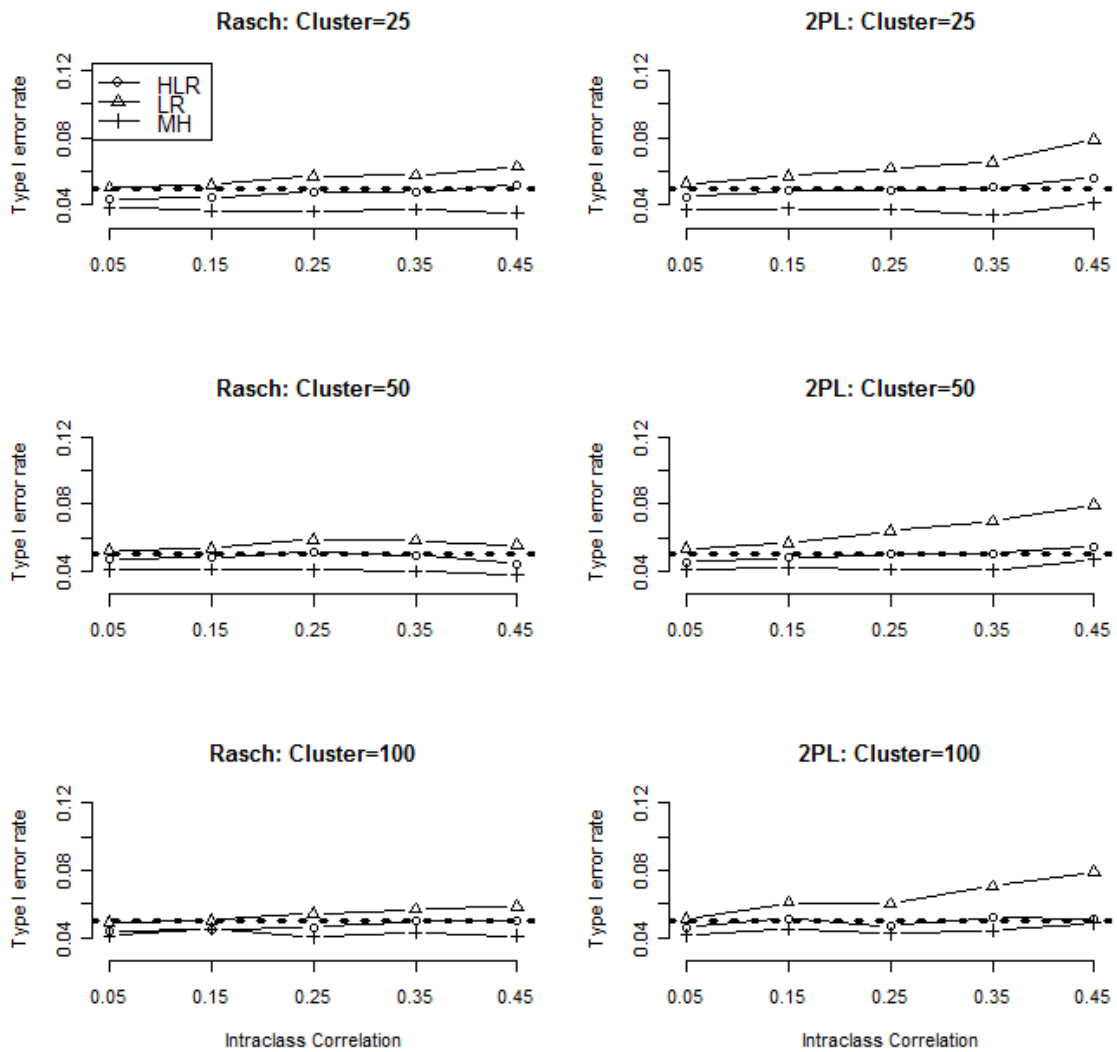 Rasch: Cluster=25
Type I error rate
0.04 0.08 0.12
HLR
LR
MH
0.05 0.15 0.25 0.35 0.45
2PL: Cluster=25
Type I error rate
0.04 0.08 0.12
0.05 0.15 0.25 0.35 0.45
Rasch: Cluster=50
Type I error rate
0.04 0.08 0.12
0.05 0.15 0.25 0.35 0.45
2PL: Cluster=50
Type I error rate
0.04 0.08 0.12
0.05 0.15 0.25 0.35 0.45
Rasch: Cluster=100
Type I error rate
0.04 0.08 0.12
0.05 0.15 0.25 0.35 0.45
Intraclass Correlation
2PL: Cluster=100
Type I error rate
0.04 0.08 0.12
0.05 0.15 0.25 0.35 0.45
Intraclass Correlation